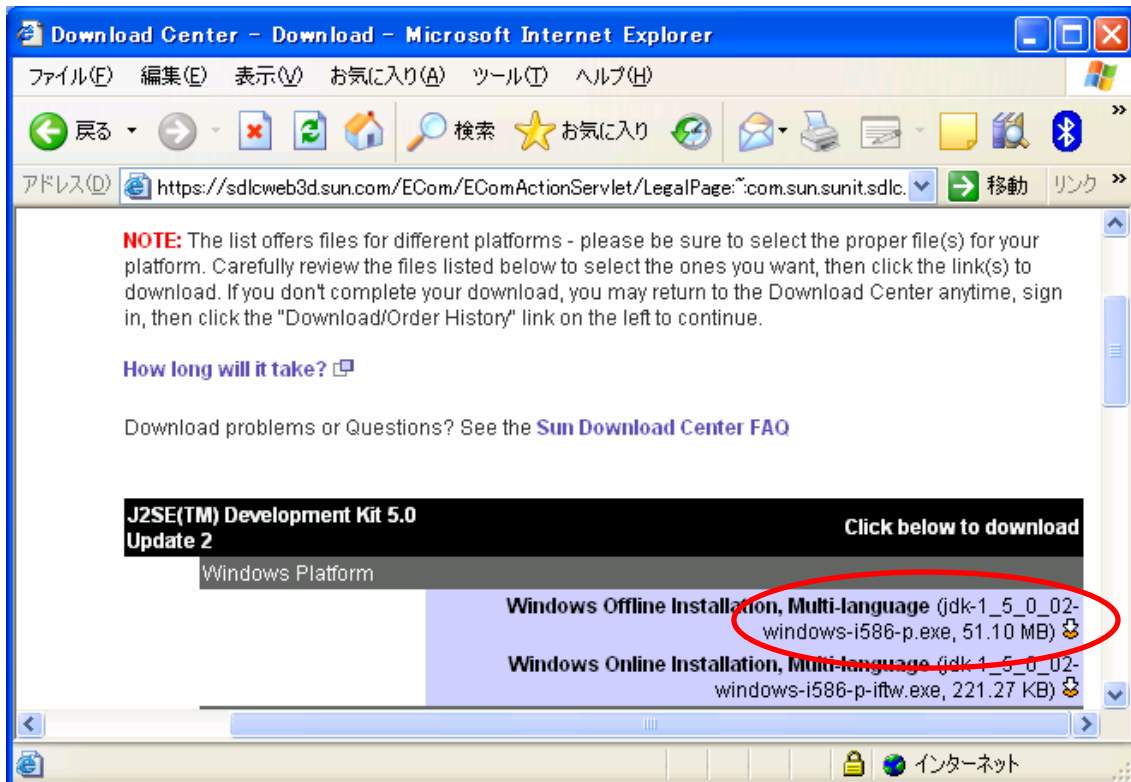 Download Center - Download - Microsoft Internet Explorer
ファイル(F) 編集(E) 表示(V) お気に入り(A) ツール(T) ヘルプ(H)
戻る 検索 お気に入り »
アドレス(D) https://sdlcweb3d.sun.com/ECom/EComActionServlet/LegalPage:~:com.sun.sunit.sdlc. 移動 リンク »
NOTE: The list offers files for different platforms - please be sure to select the proper file(s) for your
platform. Carefully review the files listed below to select the ones you want, then click the link(s) to
download. If you don't complete your download, you may return to the Download Center anytime, sign
in, then click the "Download/Order History" link on the left to continue.
How long will it take?
Download problems or Questions? See the Sun Download Center FAQ
J2SE(TM) Development Kit 5.0
Update 2
Click below to download
Windows Platform
Windows Offline Installation, Multi-language (jdk-1_5_0_02-
windows-i586-p.exe, 51.10 MB)
Windows Online Installation, Multi-language (jdk-1_5_0_02-
windows-i586-p-iftw.exe, 221.27 KB)
インターネット